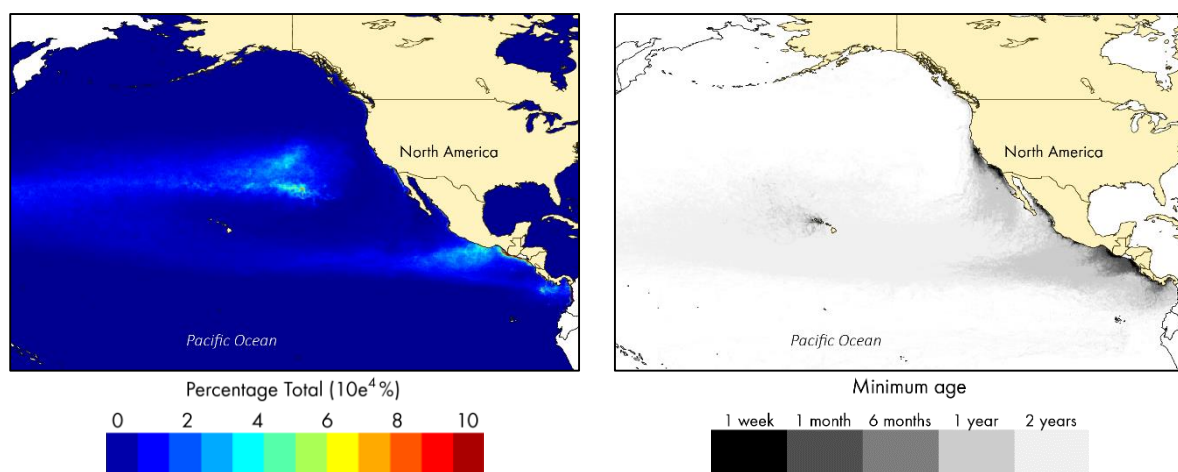 North America
Pacific Ocean
Percentage Total (10e⁴ %)
0 2 4 6 8 10
North America
Pacific Ocean
Minimum age
1 week 1 month 6 months 1 year 2 years